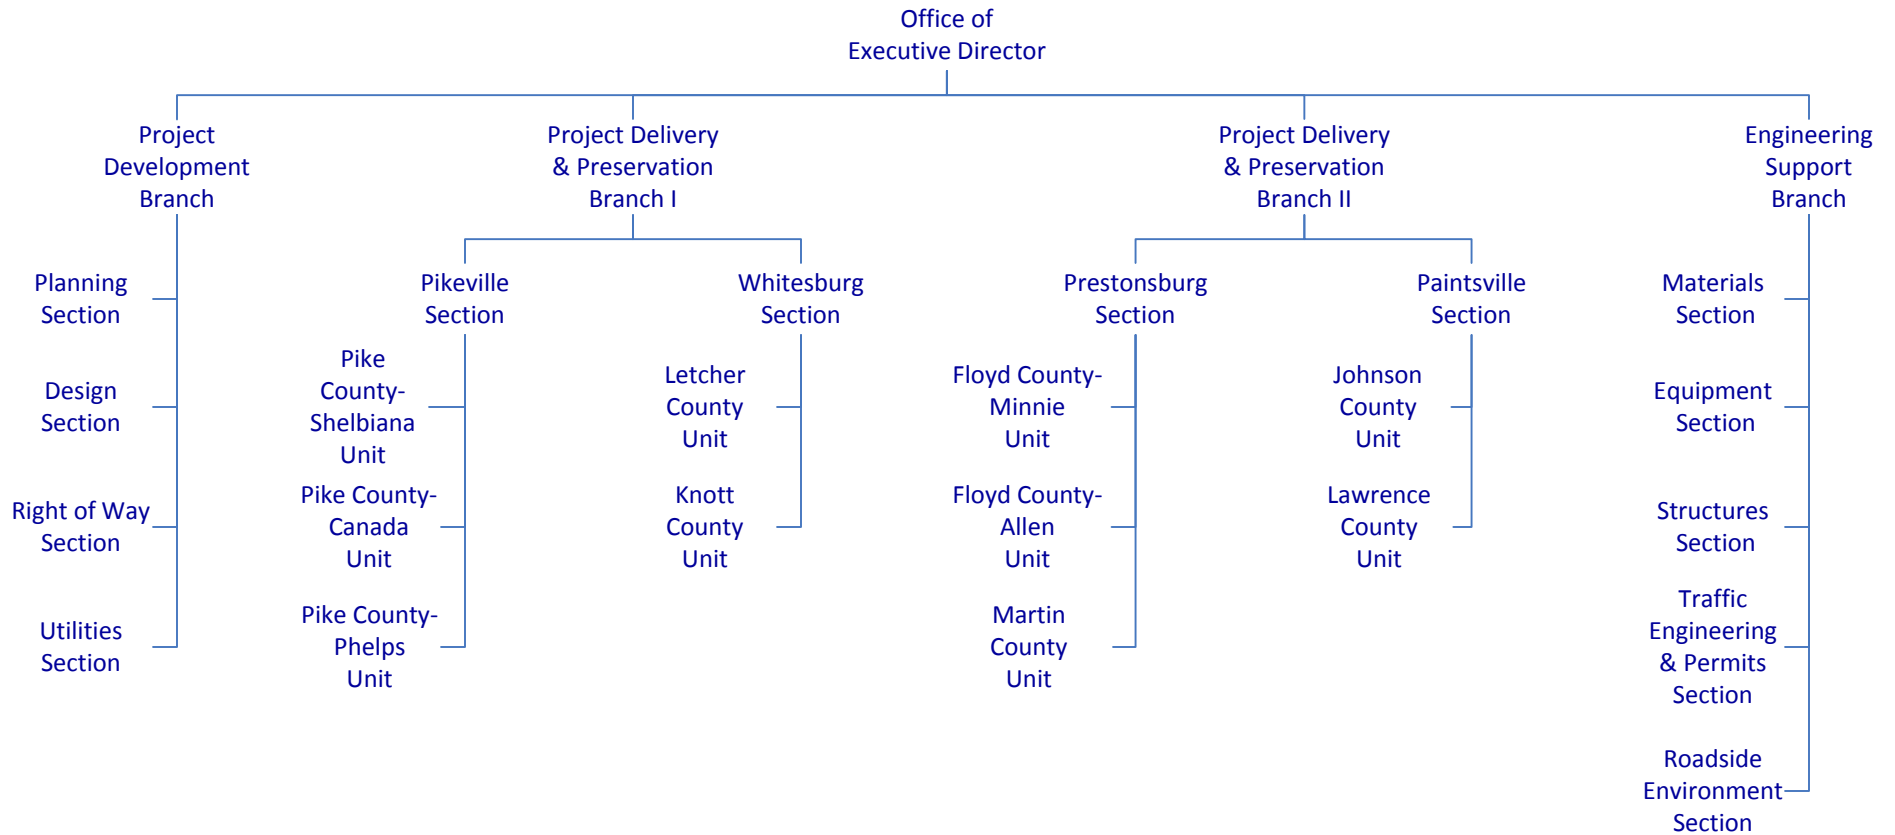 Office of
Executive Director
Project
Development
Branch
Project Delivery
& Preservation
Branch I
Project Delivery
& Preservation
Branch II
Engineering
Support
Branch
Planning
Section
Design
Section
Right of Way
Section
Utilities
Section
Pikeville
Section
Pike
County-
Shelbiana
Unit
Pike County-
Canada
Unit
Pike County-
Phelps
Unit
Whitesburg
Section
Letcher
County
Unit
Knott
County
Unit
Prestonsburg
Section
Floyd County-
Minnie
Unit
Floyd County-
Allen
Unit
Martin
County
Unit
Paintsville
Section
Johnson
County
Unit
Lawrence
County
Unit
Materials
Section
Equipment
Section
Structures
Section
Traffic
Engineering
& Permits
Section
Roadside
Environment
Section